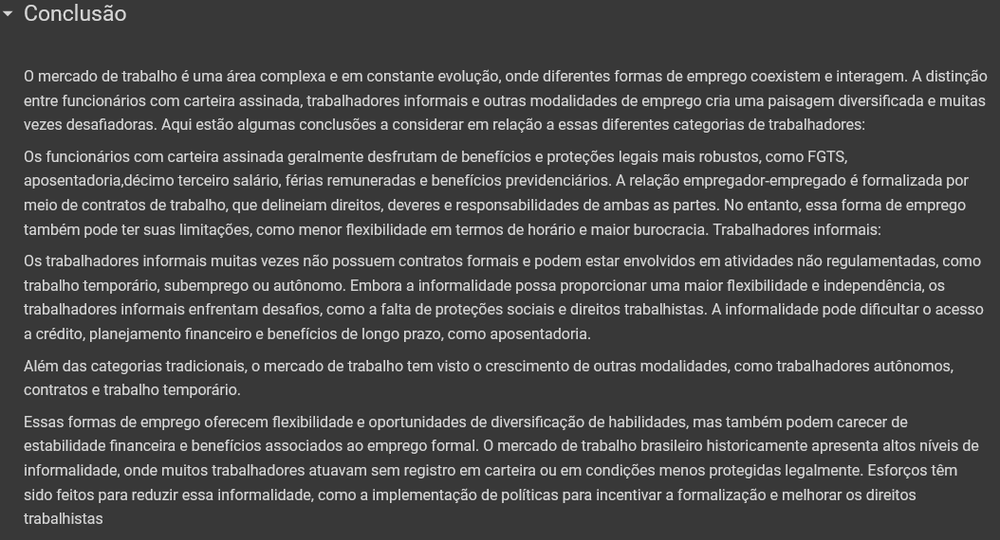 Conclusão
O mercado de trabalho é uma área complexa e em constante evolução, onde diferentes formas de emprego coexistem e interagem. A distinção
entre funcionários com carteira assinada, trabalhadores informais e outras modalidades de emprego cria uma paisagem diversificada e muitas
vezes desafiadoras. Aqui estão algumas conclusões a considerar em relação a essas diferentes categorias de trabalhadores:
Os funcionários com carteira assinada geralmente desfrutam de benefícios e proteções legais mais robustos, como FGTS,
aposentadoria,décimo terceiro salário, férias remuneradas e benefícios previdenciários. A relação empregador-empregado é formalizada por
meio de contratos de trabalho, que delineiam direitos, deveres e responsabilidades de ambas as partes. No entanto, essa forma de emprego
também pode ter suas limitações, como menor flexibilidade em termos de horário e maior burocracia. Trabalhadores informais:
Os trabalhadores informais muitas vezes não possuem contratos formais e podem estar envolvidos em atividades não regulamentadas, como
trabalho temporário, subemprego ou autônomo. Embora a informalidade possa proporcionar uma maior flexibilidade e independência, os
trabalhadores informais enfrentam desafios, como a falta de proteções sociais e direitos trabalhistas. A informalidade pode dificultar o acesso
a crédito, planejamento financeiro e benefícios de longo prazo, como aposentadoria.
Além das categorias tradicionais, o mercado de trabalho tem visto o crescimento de outras modalidades, como trabalhadores autônomos,
contratos e trabalho temporário.
Essas formas de emprego oferecem flexibilidade e oportunidades de diversificação de habilidades, mas também podem carecer de
estabilidade financeira e benefícios associados ao emprego formal. O mercado de trabalho brasileiro historicamente apresenta altos níveis de
informalidade, onde muitos trabalhadores atuavam sem registro em carteira ou em condições menos protegidas legalmente. Esforços têm
sido feitos para reduzir essa informalidade, como a implementação de políticas para incentivar a formalização e melhorar os direitos
trabalhistas